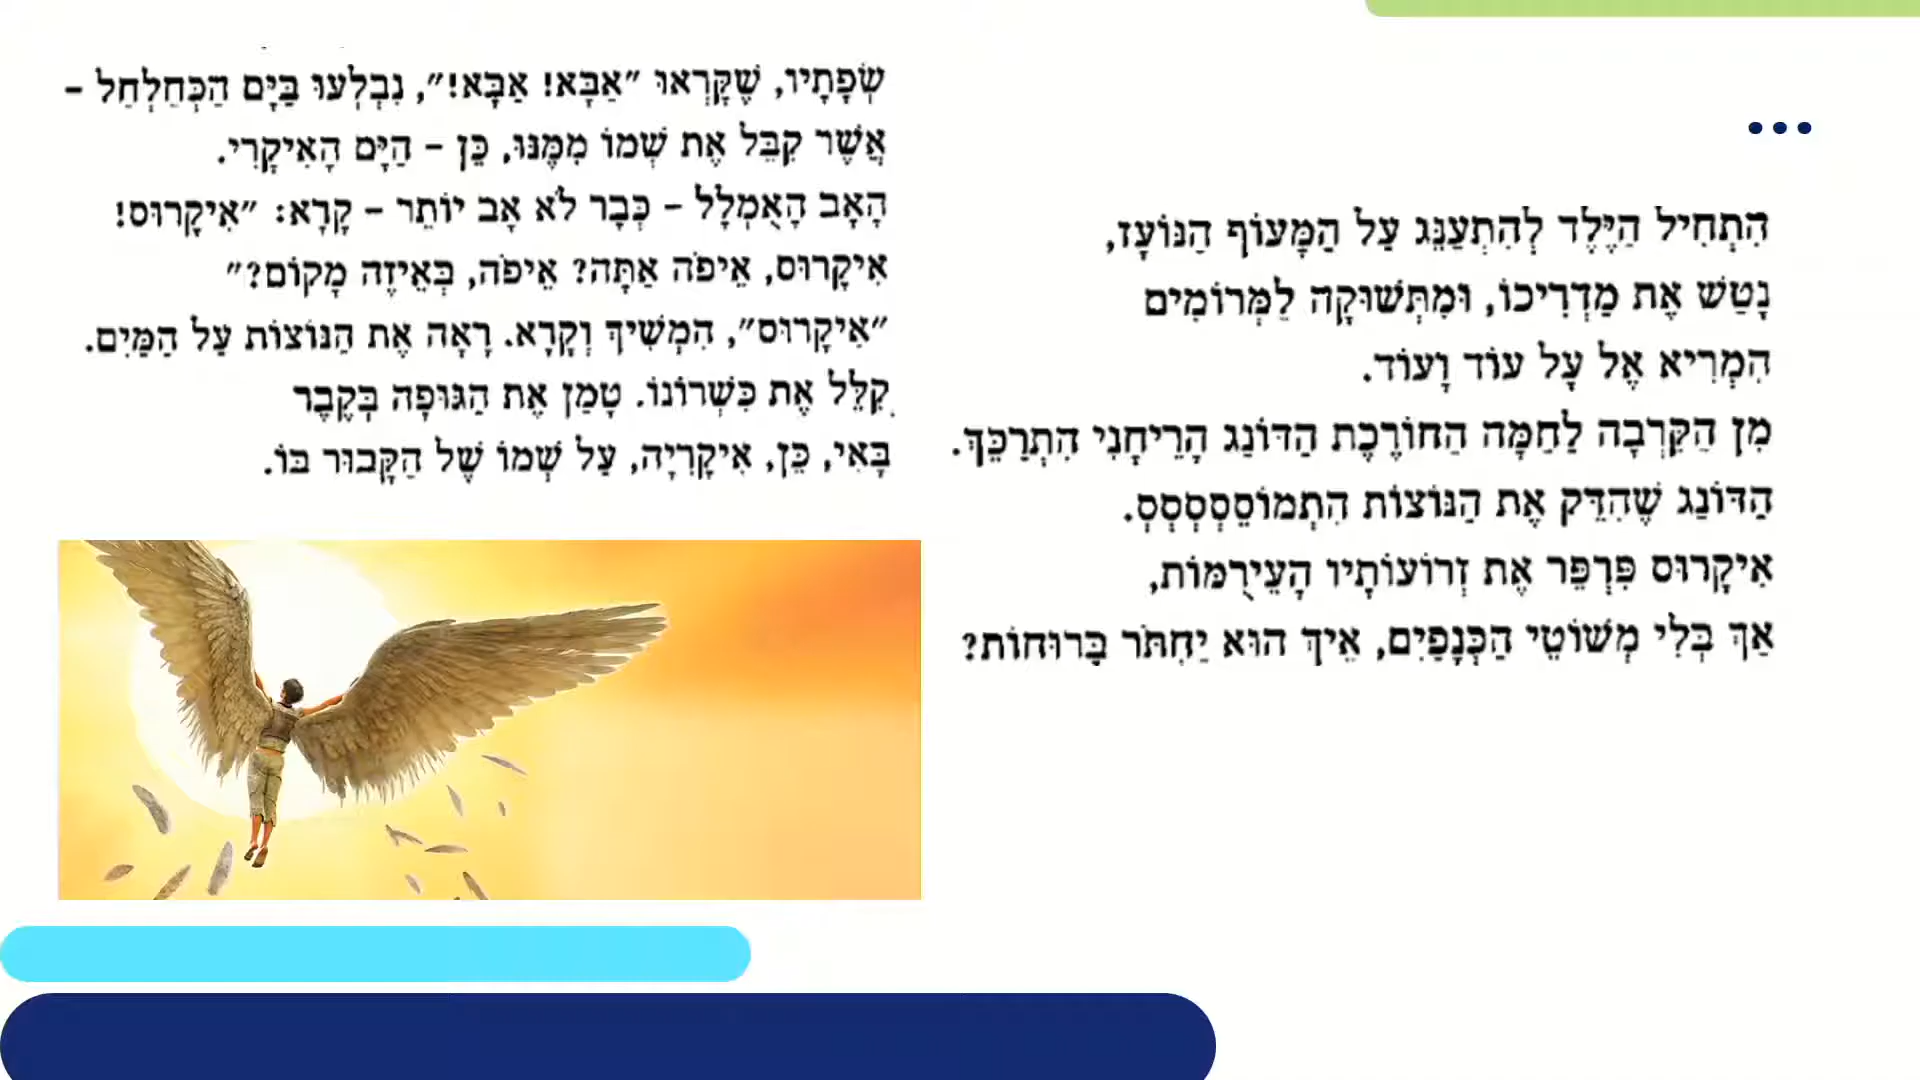 הִתְחִיל הַיֶּלֶד לְהִתְעַנֵּג עַל הַמָּעוֹף הַנּוֹעָז,
נָטַשׁ אֶת מַדְרִיכוֹ, וּמִתְּשׁוּקָה לַמְּרוֹמִים
הִמְרִיא אֶל עָל עוֹד וָעוֹד.
מִן הַקִּרְבָה לַחַמָּה הַחוֹרֶכֶת הַדּוֹנַג הָרֵיחָנִי הִתְרַכֵּךְ.
הַדּוֹנַג שֶׁהִדֵּק אֶת הַנּוֹצוֹת הִתְמוֹסֵסְסְסְסְ.
אִיקָרוּס פִּרְפֵּר אֶת זְרוֹעוֹתָיו הָעֵירֻמּוֹת,
אַךְ בְּלִי מְשׁוֹטֵי הַכְּנָפַיִם, אֵיךְ הוּא יַחְתֹּר בָּרוּחוֹת?
שְׂפָתָיו, שֶׁקָּרְאוּ "אַבָּא! אַבָּא!", נִבְלְעוּ בַּיָּם הַכְּחַלְחַל –
אֲשֶׁר קִבֵּל אֶת שְׁמוֹ מִמֶּנּוּ, כֵּן – הַיָּם הָאִיקָרִי.
הָאָב הָאֻמְלָל – כְּבָר לֹא אָב יוֹתֵר – קָרָא: "אִיקָרוּס!
אִיקָרוּס, אֵיפֹה אַתָּה? אֵיפֹה, בְּאֵיזֶה מָקוֹם?"
"אִיקָרוּס", הִמְשִׁיךְ וְקָרָא. רָאָה אֶת הַנּוֹצוֹת עַל הַמַּיִם.
קִלֵּל אֶת כִּשְׁרוֹנוֹ. טָמַן אֶת הַגּוּפָה בְּקֶבֶר
בָּאִי, כֵּן, אִיקָרִיָה, עַל שְׁמוֹ שֶׁל הַקָּבוּר בּוֹ.